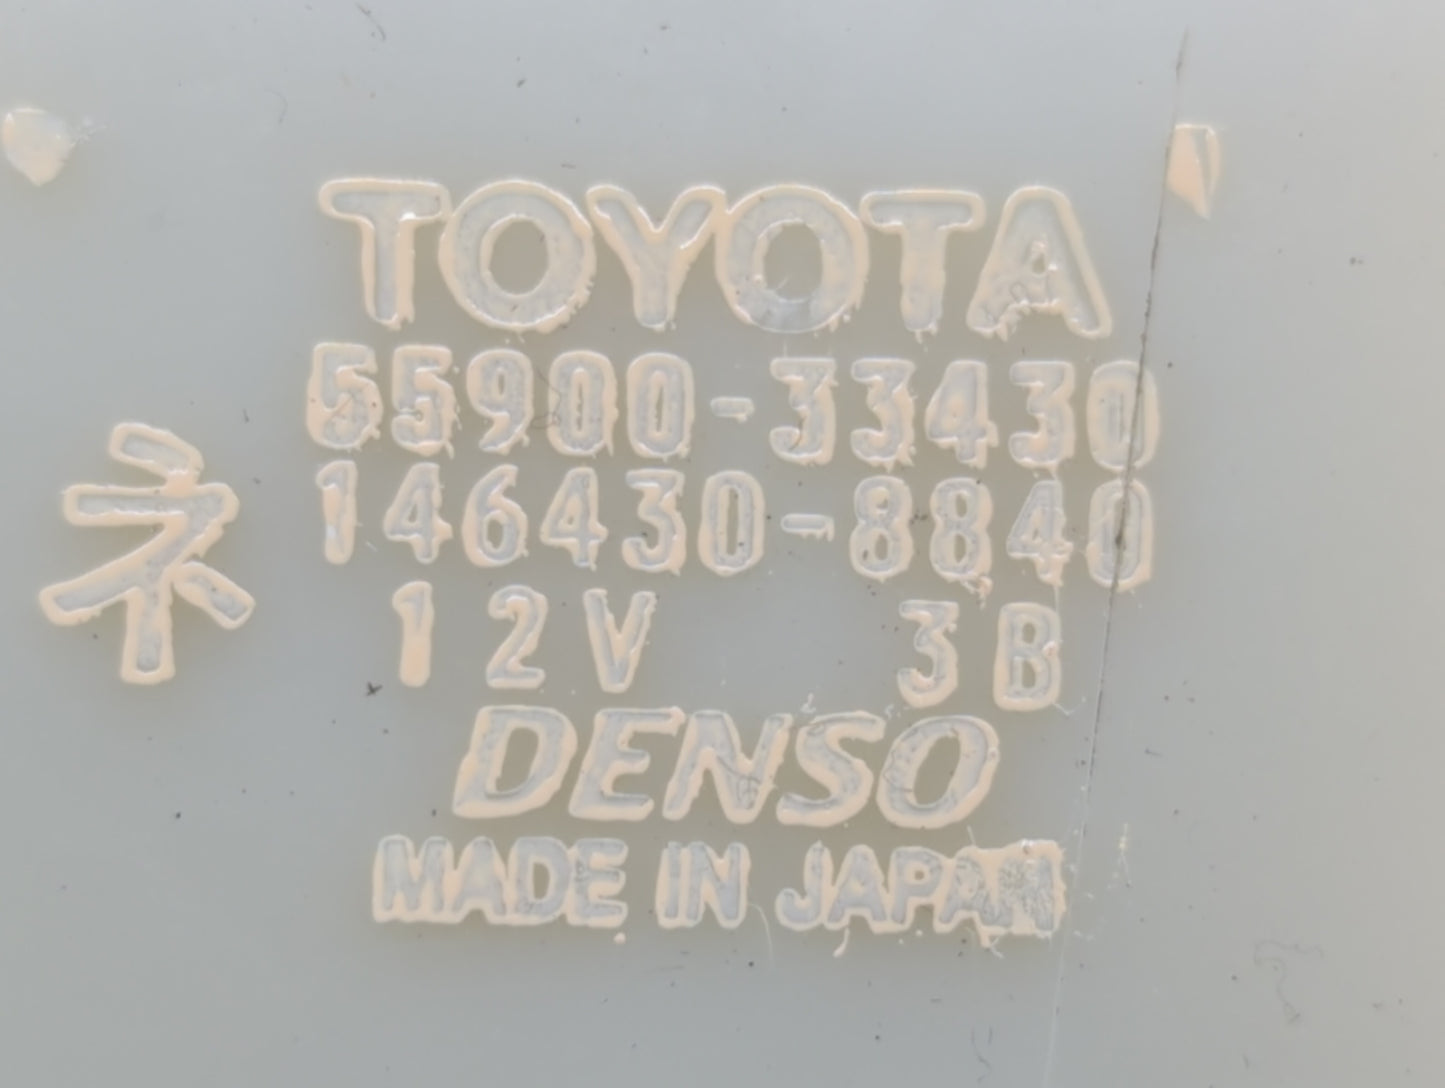 TOYOTA
55900-33430
ネ
146430-8840
12V 3B
DENSO
MADE IN JAPAN